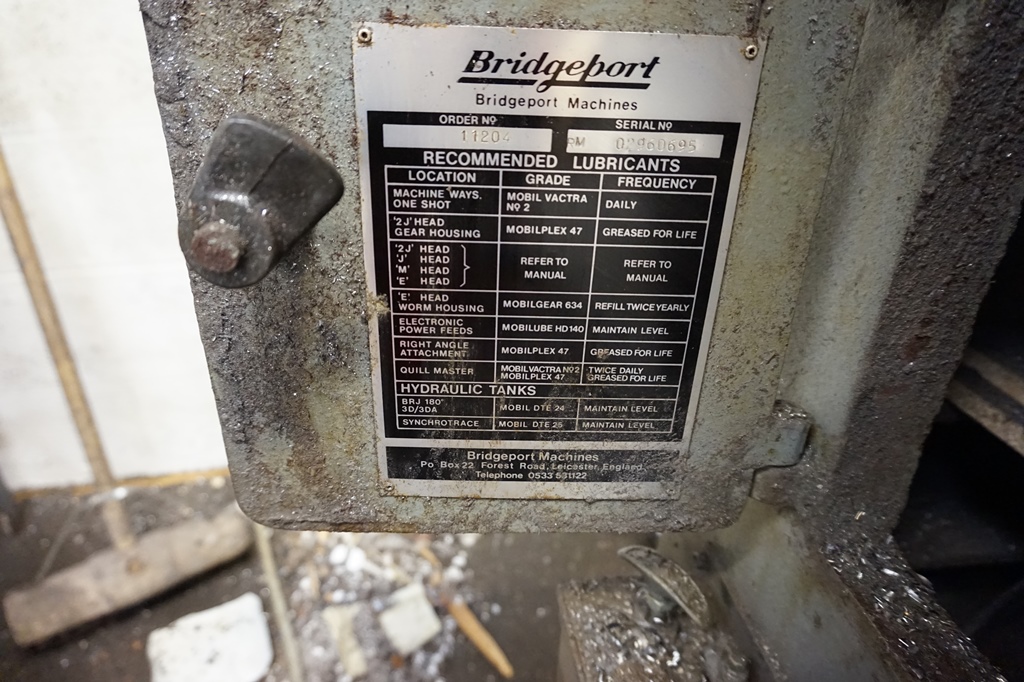 Bridgeport
Bridgeport Machines
ORDER Nº SERIAL Nº
11204 RM
RECOMMENDED LUBRICANTS
LOCATION GRADE FREQUENCY
MACHINE WAYS. ONE SHOT MOBIL VACTRA Nº 2 DAILY
'2J' HEAD GEAR HOUSING MOBILPLEX 47 GREASED FOR LIFE
'2J' HEAD
'J' HEAD REFER TO MANUAL REFER TO MANUAL
'M' HEAD
'E' HEAD
'E' HEAD WORM HOUSING MOBILGEAR 634 REFILL TWICE YEARLY
ELECTRONIC POWER FEEDS MOBILUBE HD140 MAINTAIN LEVEL
RIGHT ANGLE ATTACHMENT MOBILPLEX 47 GREASED FOR LIFE
QUILL MASTER MOBILVACTRA Nº2 TWICE DAILY
MOBILPLEX 47 GREASED FOR LIFE
HYDRAULIC TANKS
BRJ 180° 3D/3DA MOBIL DTE 24 MAINTAIN LEVEL
SYNCHROTRACE MOBIL DTE 25 MAINTAIN LEVEL
Bridgeport Machines
Po Box 22 Forest Road, Leicester England
Telephone 0533 531122